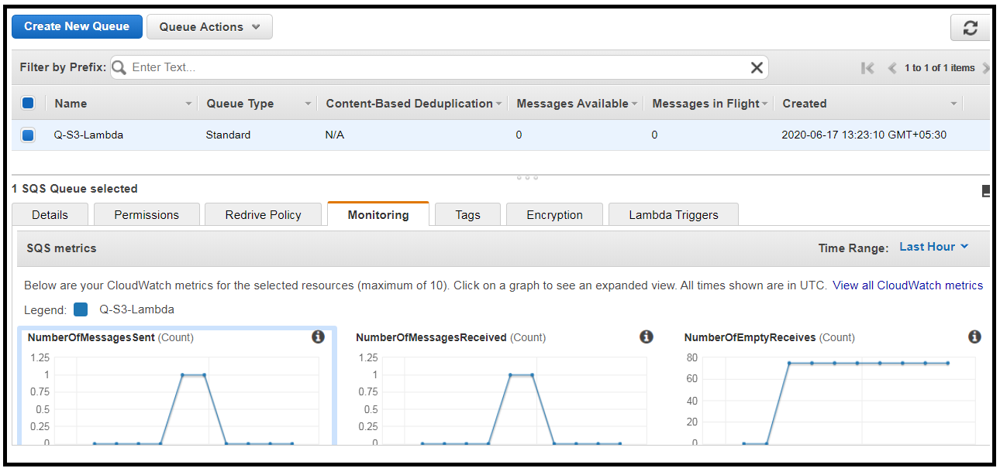 Create New Queue Queue Actions
Filter by Prefix: Enter Text... 1 to 1 of 1 items
Name Queue Type Content-Based Deduplication Messages Available Messages in Flight Created
Q-S3-Lambda Standard N/A 0 0 2020-06-17 13:23:10 GMT+05:30
1 SQS Queue selected
Details Permissions Redrive Policy Monitoring Tags Encryption Lambda Triggers
SQS metrics Time Range: Last Hour
Below are your CloudWatch metrics for the selected resources (maximum of 10). Click on a graph to see an expanded view. All times shown are in UTC. View all CloudWatch metrics
Legend: Q-S3-Lambda
NumberOfMessagesSent (Count) NumberOfMessagesReceived (Count) NumberOfEmptyReceives (Count)
1.25 1.25 80
1 1 60
0.75 0.75 40
0.5 0.5 20
0.25 0.25
0 0 0